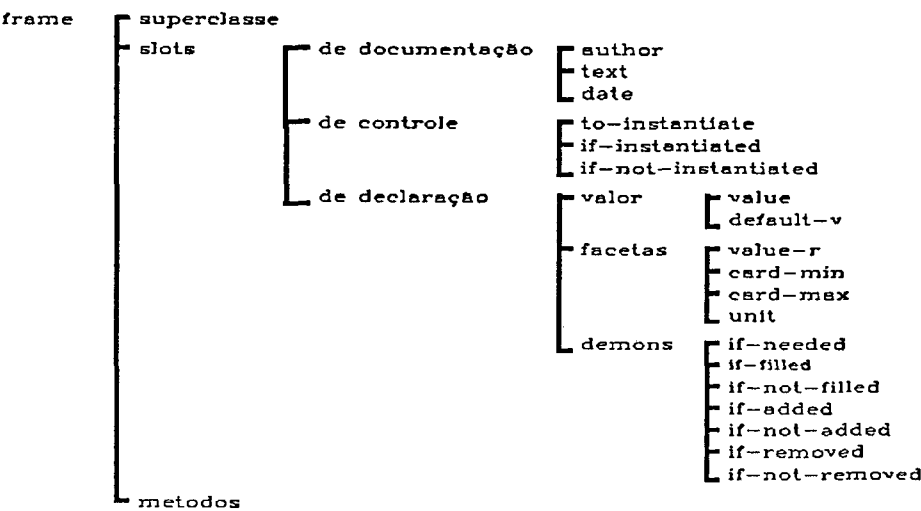 frame superclasse
slots de documentação author
text
date
de controle to-instantiate
if-instantiated
if-not-instantiated
de declaração valor value
default-v
facetas value-r
card-min
card-max
unit
demons if-needed
if-filled
if-not-filled
if-added
if-not-added
if-removed
if-not-removed
metodos